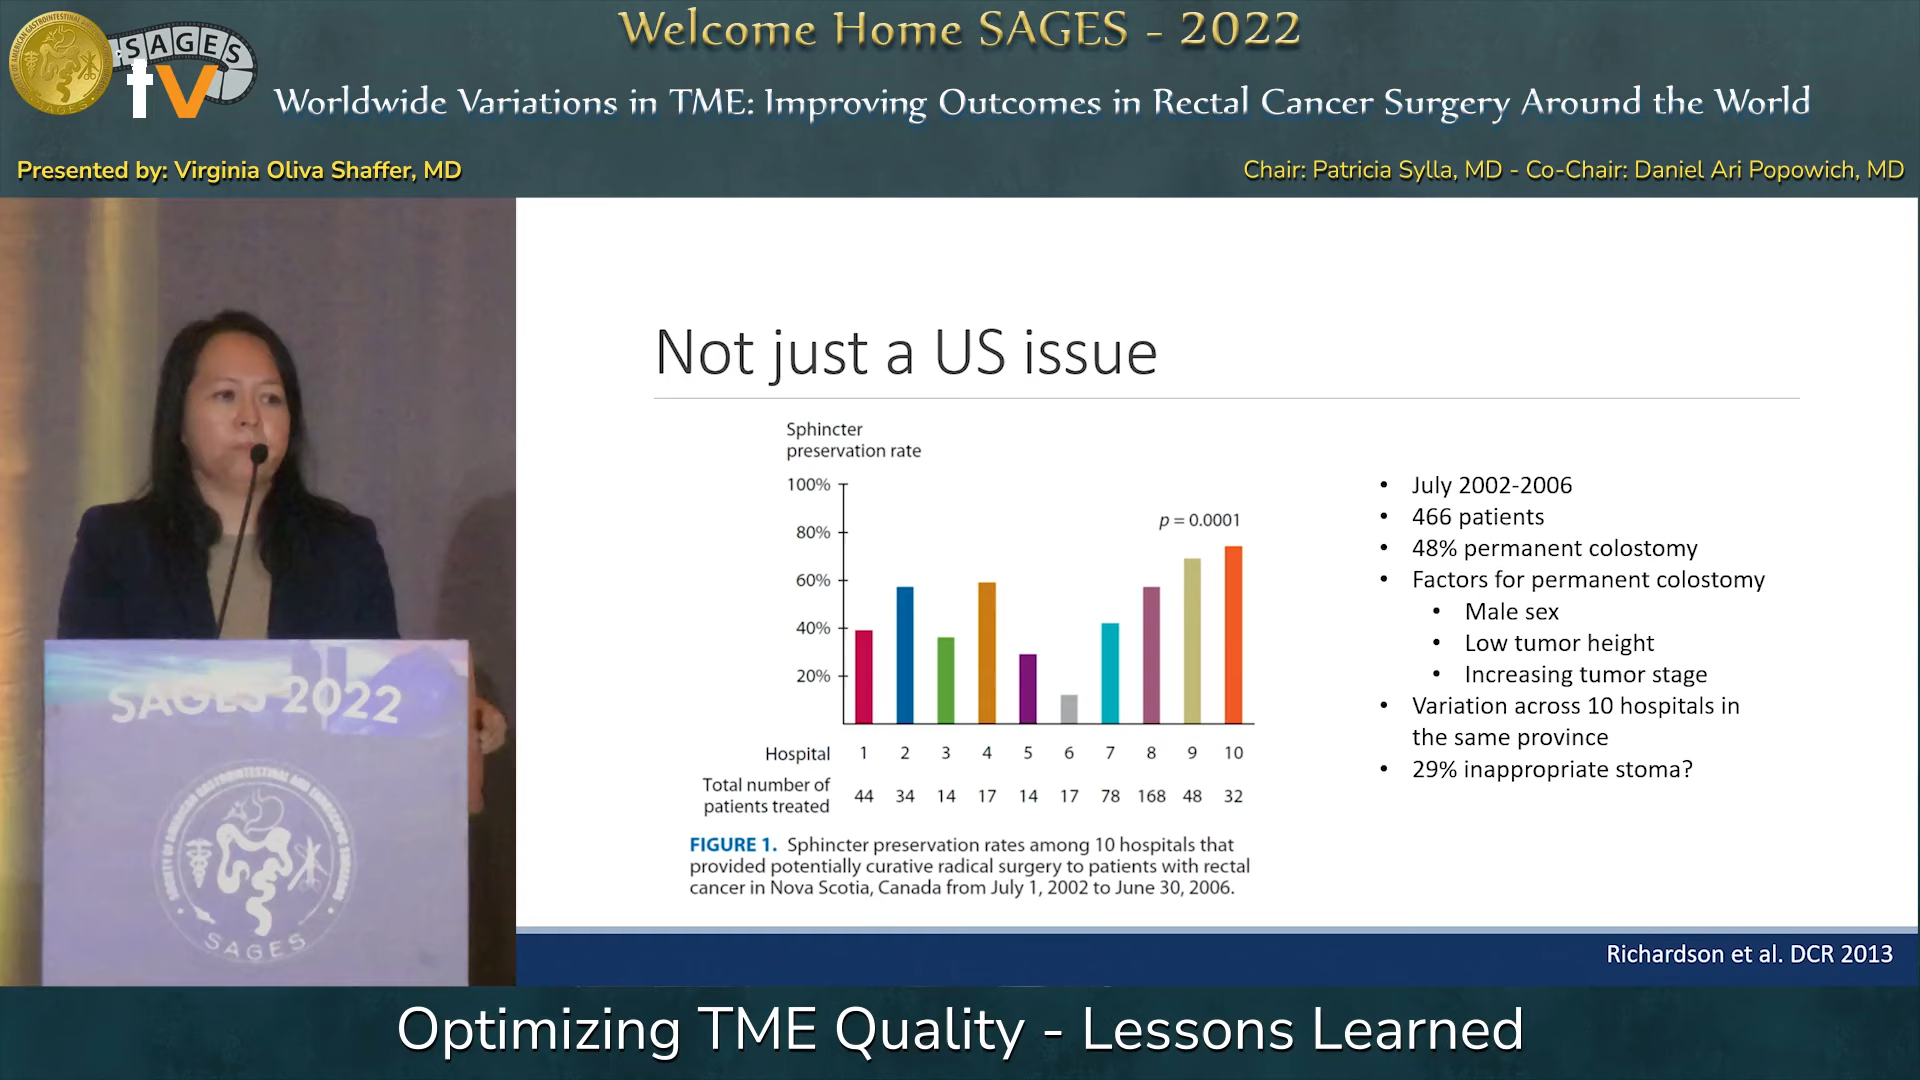 Welcome Home SAGES - 2022
SAGES
tv
Worldwide Variations in TME: Improving Outcomes in Rectal Cancer Surgery Around the World
Presented by: Virginia Oliva Shaffer, MD
Chair: Patricia Sylla, MD - Co-Chair: Daniel Ari Popowich, MD
Not just a US issue
Sphincter
preservation rate
100%
80%
60%
40%
20%
p = 0.0001
Hospital 1 2 3 4 5 6 7 8 9 10
Total number of
patients treated 44 34 14 17 14 17 78 168 48 32
FIGURE 1. Sphincter preservation rates among 10 hospitals that
provided potentially curative radical surgery to patients with rectal
cancer in Nova Scotia, Canada from July 1, 2002 to June 30, 2006.
• July 2002-2006
• 466 patients
• 48% permanent colostomy
• Factors for permanent colostomy
• Male sex
• Low tumor height
• Increasing tumor stage
• Variation across 10 hospitals in
the same province
• 29% inappropriate stoma?
Richardson et al. DCR 2013
SAGES 2022
SOCIETY OF AMERICAN GASTROINTESTINAL AND ENDOSCOPIC SURGEONS
SAGES
Optimizing TME Quality - Lessons Learned